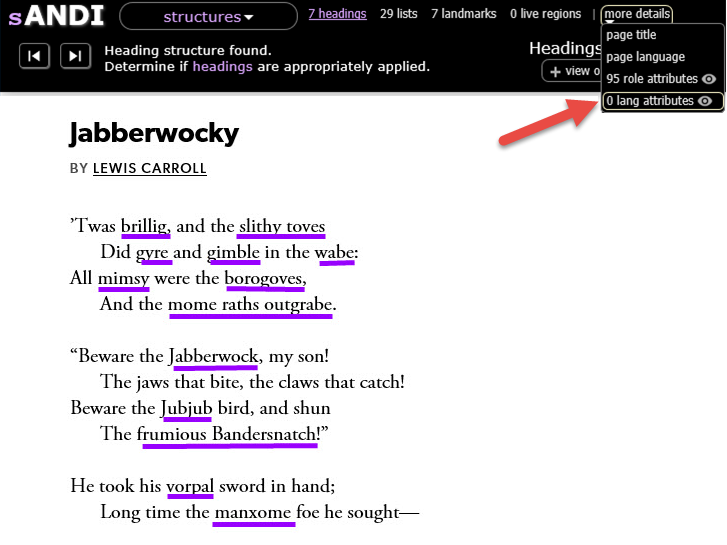 sANDI
structures 7 headings 29 lists 7 landmarks 0 live regions | more details
page title
page language
95 role attributes
0 lang attributes
Heading structure found.
Determine if headings are appropriately applied.
Headings
+ view o
Jabberwocky
BY LEWIS CARROLL
’Twas brillig, and the slithy toves
Did gyre and gimble in the wabe:
All mimsy were the borogoves,
And the mome raths outgrabe.
“Beware the Jabberwock, my son!
The jaws that bite, the claws that catch!
Beware the Jubjub bird, and shun
The frumious Bandersnatch!”
He took his vorpal sword in hand;
Long time the manxome foe he sought—